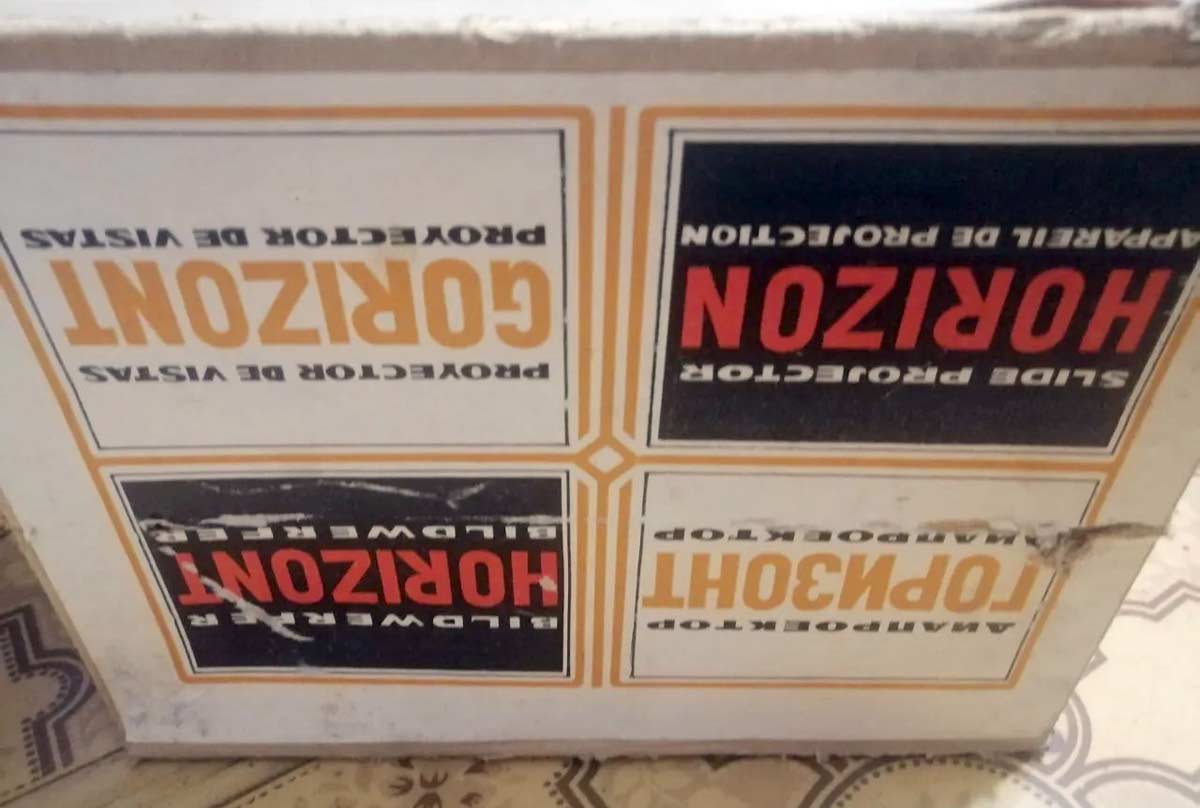 ДИАПРОЕКТОР
ГОРИЗОНТ
ДИАПРОЕКТОР
BILDWERFER
HORIZONT
BILDWERFER
SLIDE PROJECTOR
HORIZON
APPAREIL DE PROJECTION
PROYECTOR DE VISTAS
GORIZONT
PROYECTOR DE VISTAS